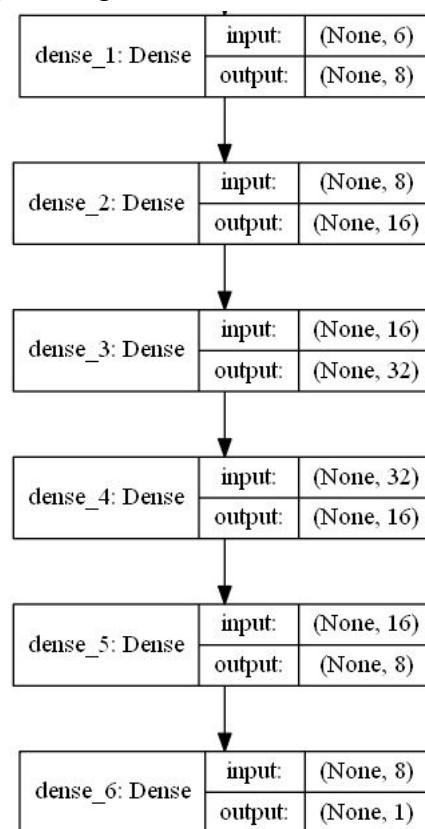 dense_1: Dense
input: (None, 6)
output: (None, 8)
dense_2: Dense
input: (None, 8)
output: (None, 16)
dense_3: Dense
input: (None, 16)
output: (None, 32)
dense_4: Dense
input: (None, 32)
output: (None, 16)
dense_5: Dense
input: (None, 16)
output: (None, 8)
dense_6: Dense
input: (None, 8)
output: (None, 1)